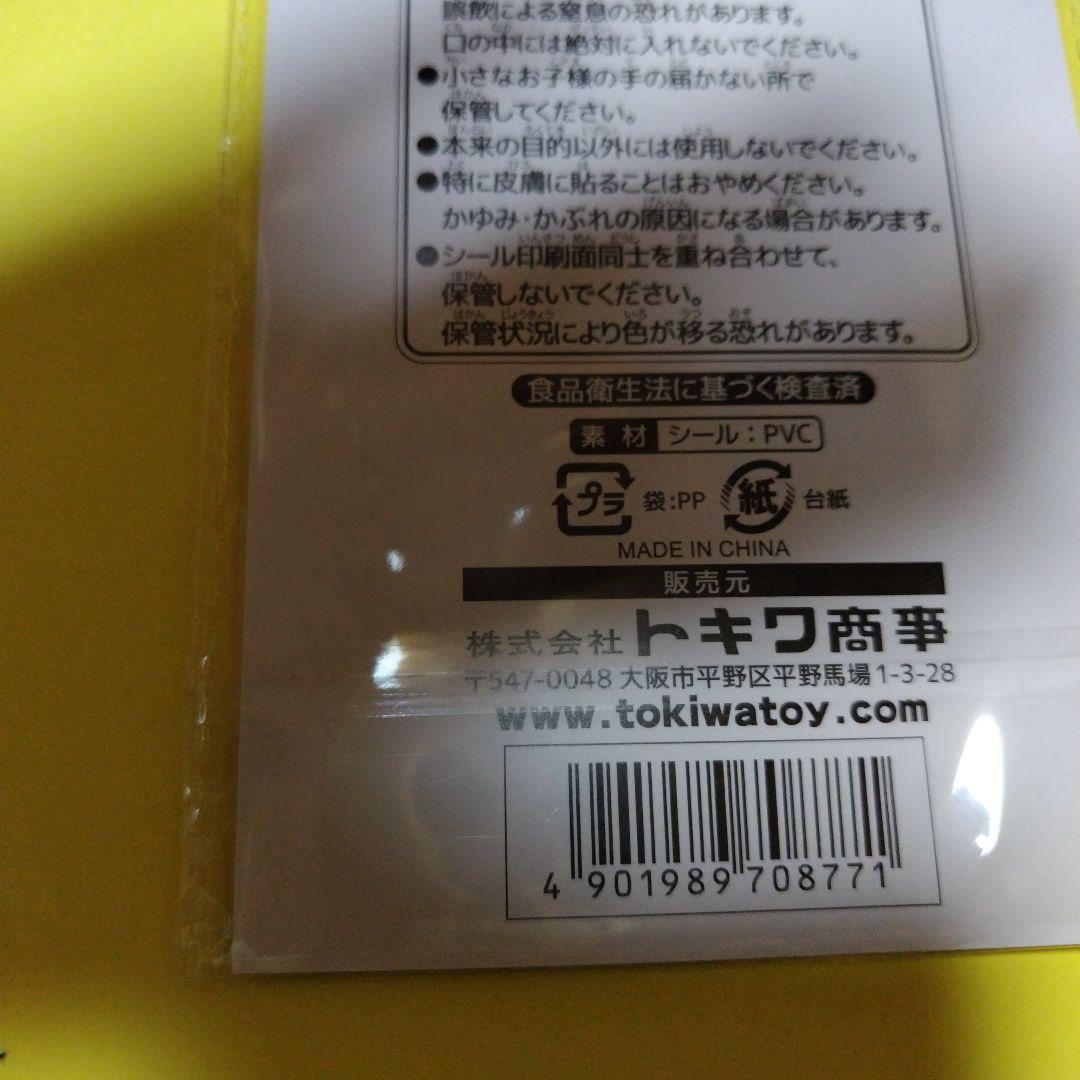 誤飲による窒息の恐れがあります。
口の中には絶対に入れないでください。
●小さなお子様の手の届かない所で
保管してください。
●本来の目的以外には使用しないでください。
●特に皮膚に貼ることはおやめください。
かゆみ・かぶれの原因になる場合があります。
●シール印刷面同士を重ね合わせて、
保管しないでください。
保管状況により色が移る恐れがあります。
食品衛生法に基づく検査済
素材 シール:PVC
プラ 袋:PP 紙 台紙
MADE IN CHINA
販売元
株式会社トキワ商事
〒547-0048 大阪市平野区平野馬場1-3-28
www.tokiwatoy.com
4 901989 708771